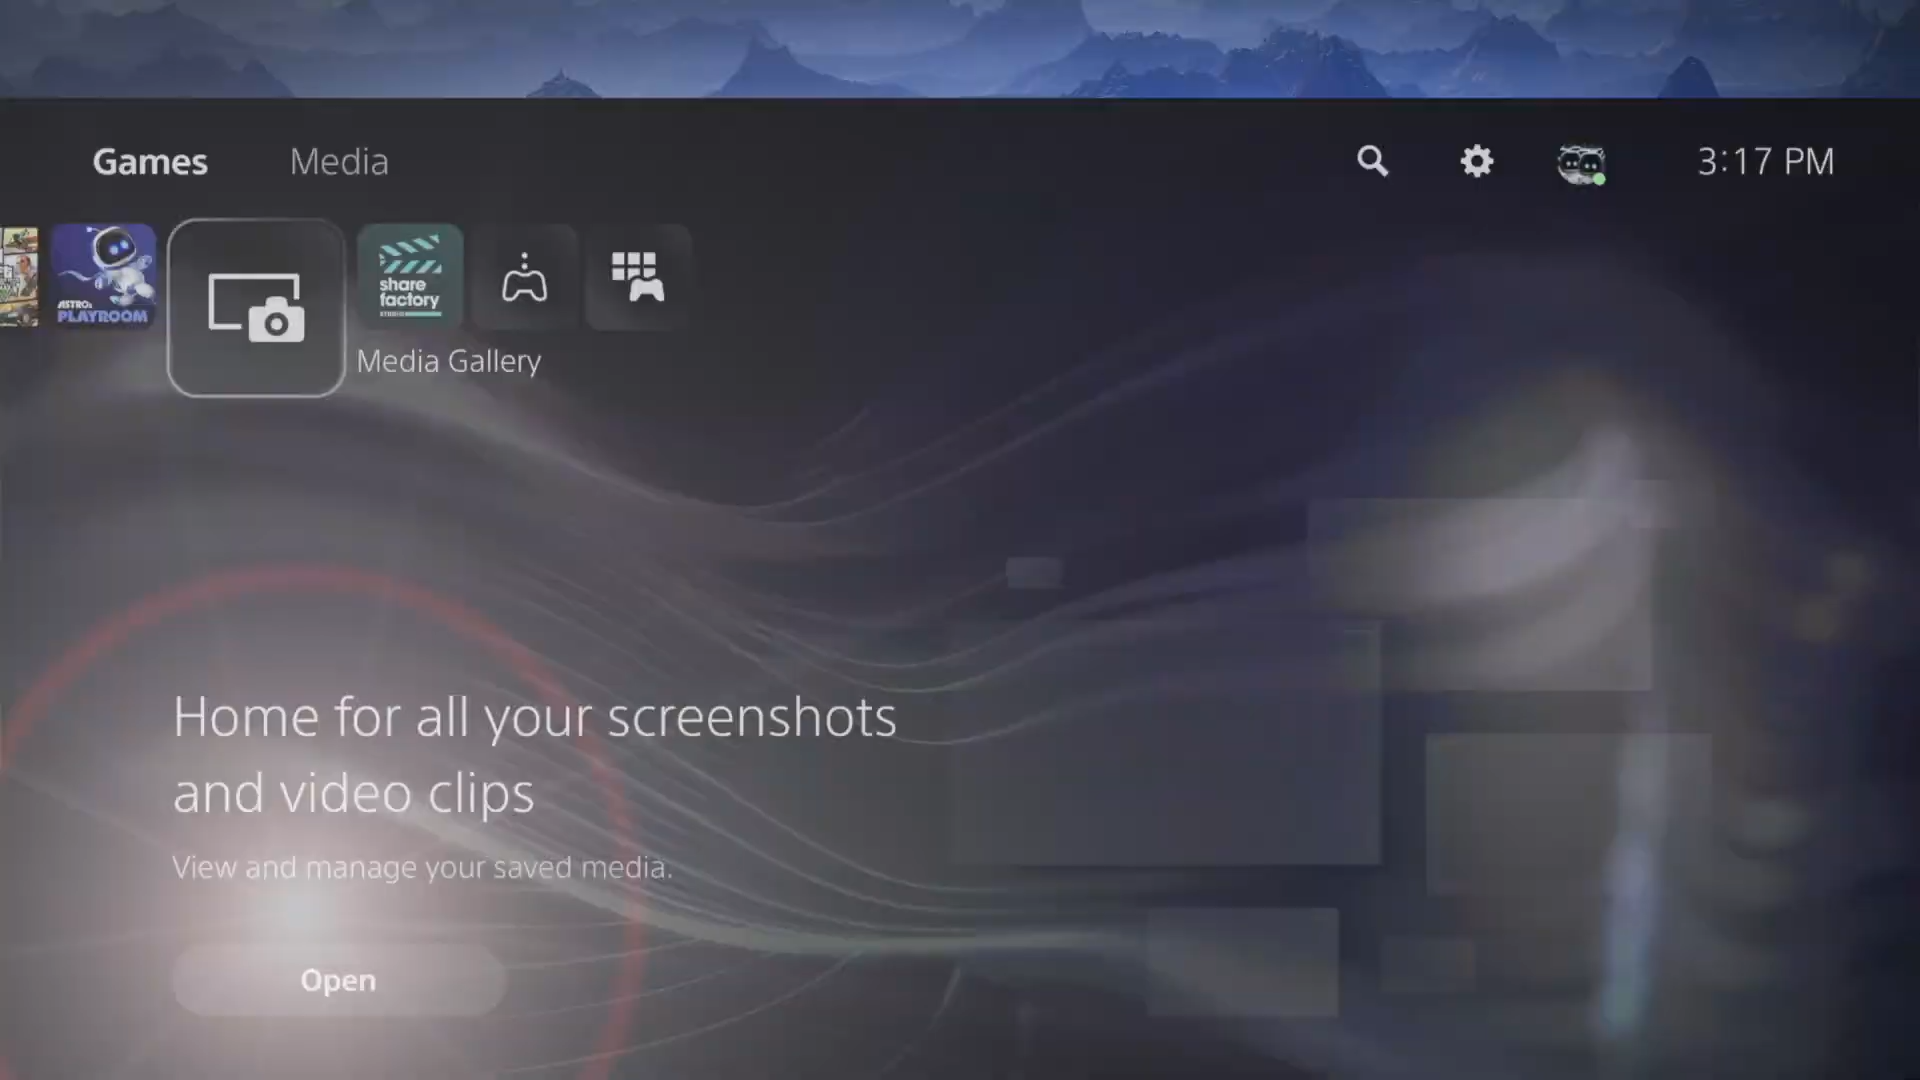 Games
Media
3:17 PM
ASTRO's
PLAYROOM
share
factory
STUDIO
Media Gallery
Home for all your screenshots
and video clips
View and manage your saved media.
Open